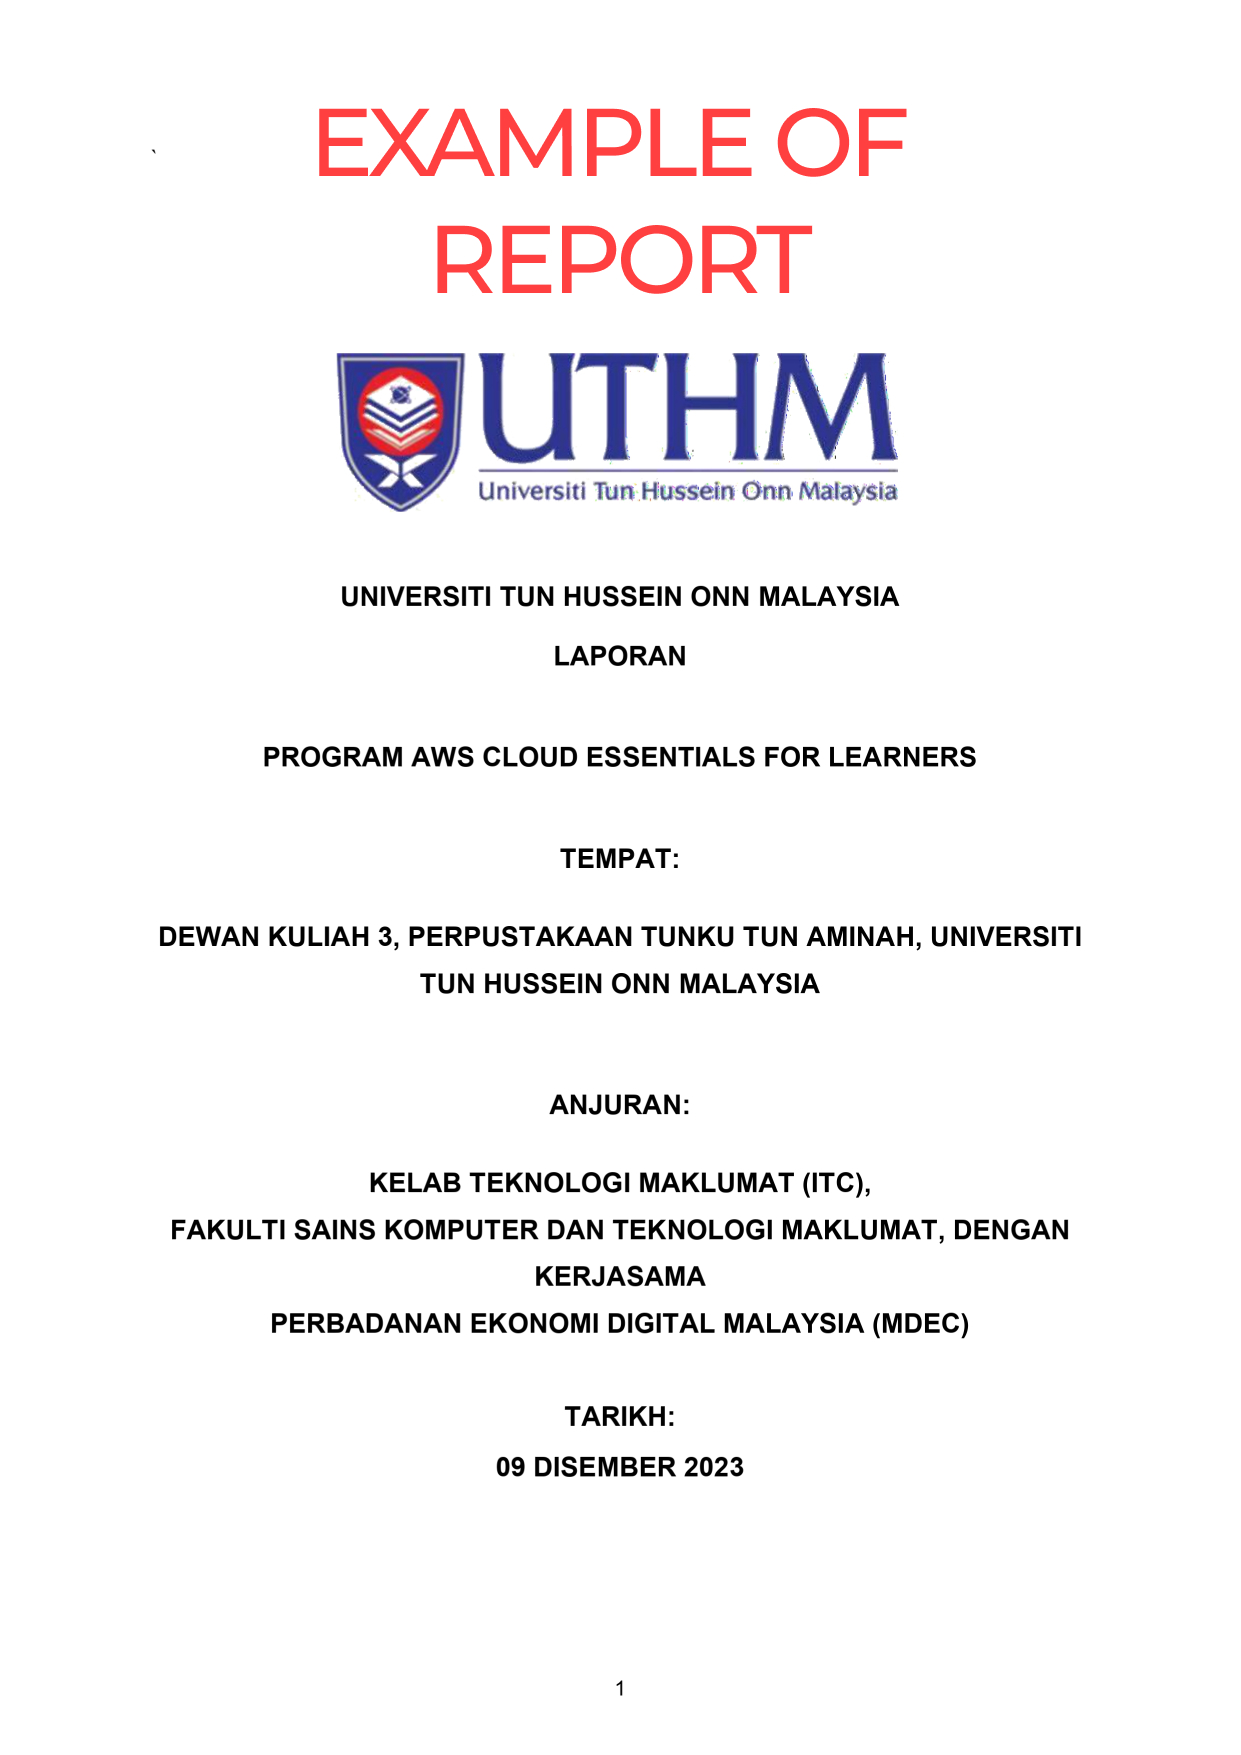 EXAMPLE OF
REPORT
`
UTHM
Universiti Tun Hussein Onn Malaysia
UNIVERSITI TUN HUSSEIN ONN MALAYSIA
LAPORAN
PROGRAM AWS CLOUD ESSENTIALS FOR LEARNERS
TEMPAT:
DEWAN KULIAH 3, PERPUSTAKAAN TUNKU TUN AMINAH, UNIVERSITI
TUN HUSSEIN ONN MALAYSIA
ANJURAN:
KELAB TEKNOLOGI MAKLUMAT (ITC),
FAKULTI SAINS KOMPUTER DAN TEKNOLOGI MAKLUMAT, DENGAN
KERJASAMA
PERBADANAN EKONOMI DIGITAL MALAYSIA (MDEC)
TARIKH:
09 DISEMBER 2023
1